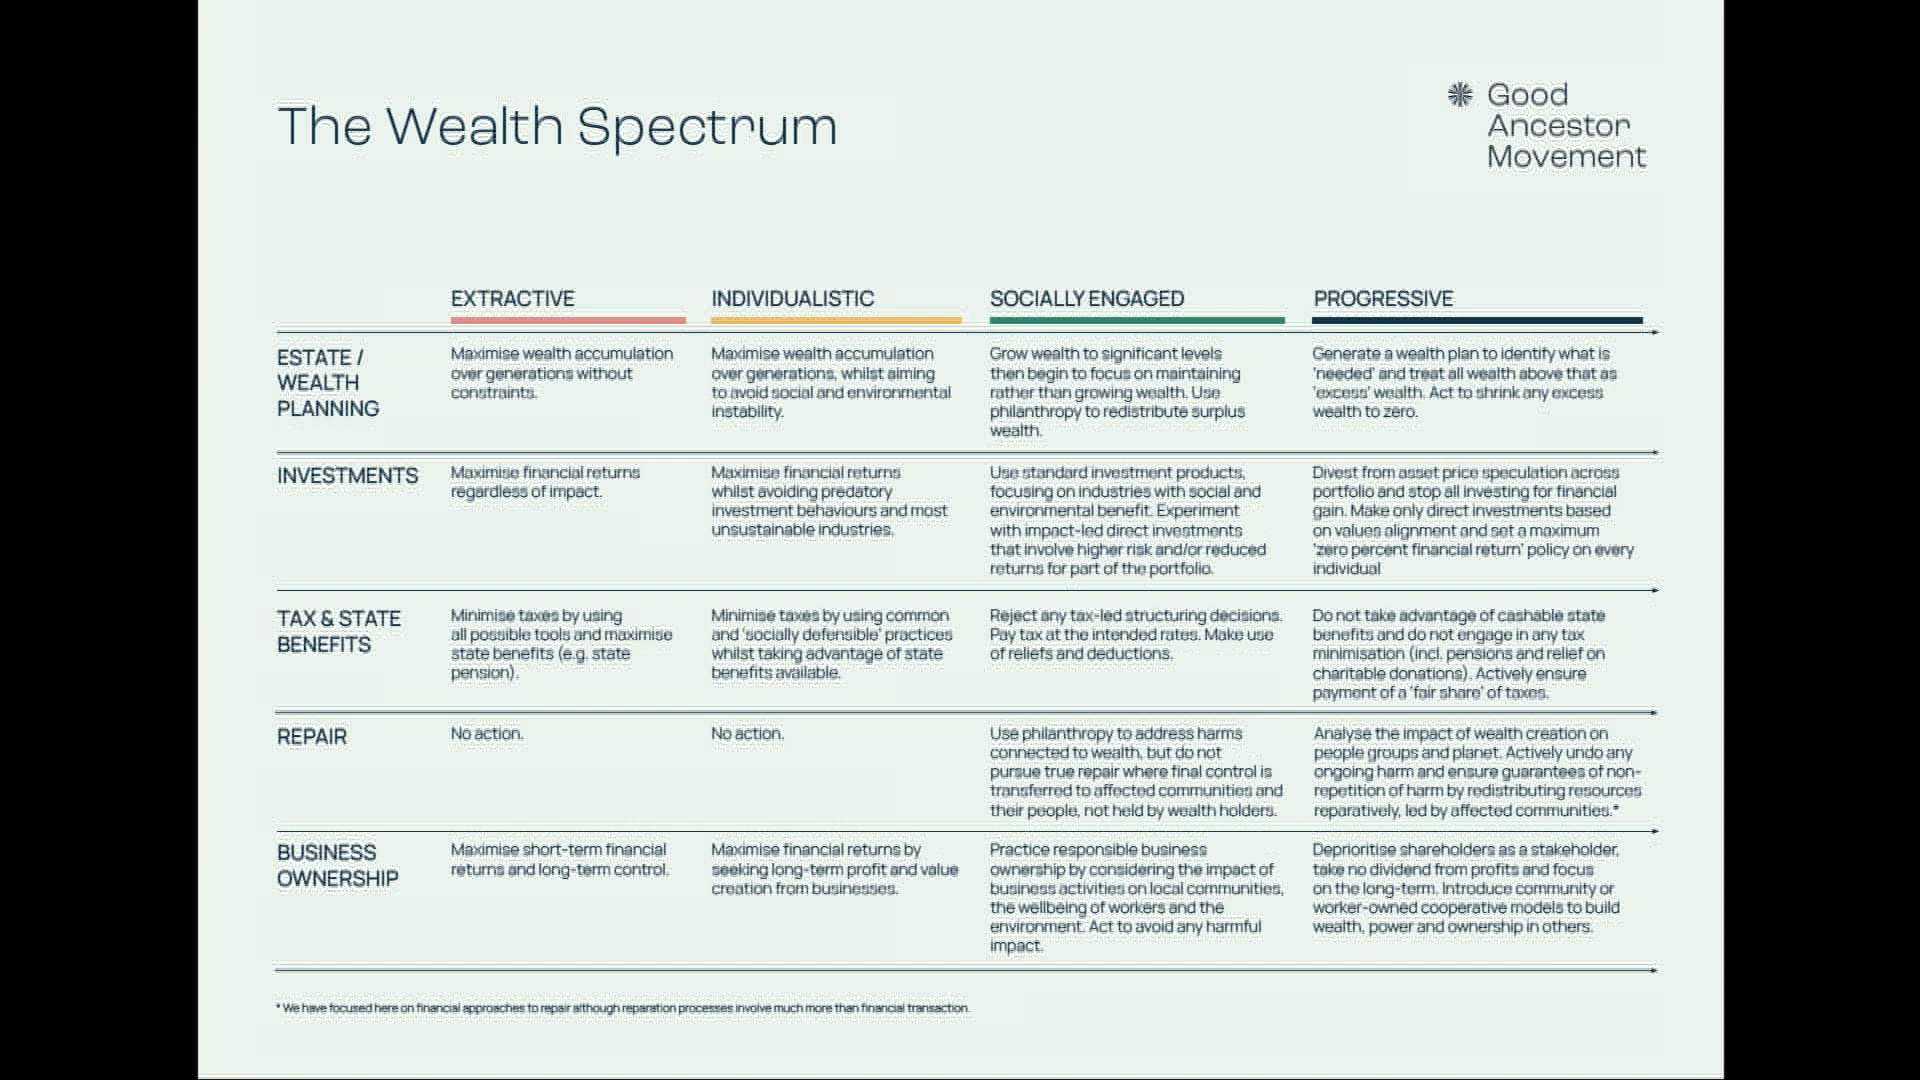 The Wealth Spectrum
Good
Ancestor
Movement
EXTRACTIVE
INDIVIDUALISTIC
SOCIALLY ENGAGED
PROGRESSIVE
ESTATE /
WEALTH
PLANNING
Maximise wealth accumulation
over generations without
constraints.
Maximise wealth accumulation
over generations, whilst aiming
to avoid social and environmental
instability.
Grow wealth to significant levels
then begin to focus on maintaining
rather than growing wealth. Use
philanthropy to redistribute surplus
wealth.
Generate a wealth plan to identify what is
'needed' and treat all wealth above that as
'excess' wealth. Act to shrink any excess
wealth to zero.
INVESTMENTS
Maximise financial returns
regardless of impact.
Maximise financial returns
whilst avoiding predatory
investment behaviours and most
unsustainable industries.
Use standard investment products,
focusing on industries with social and
environmental benefit. Experiment
with impact-led direct investments
that involve higher risk and/or reduced
returns for part of the portfolio.
Divest from asset price speculation across
portfolio and stop all investing for financial
gain. Make only direct investments based
on values alignment and set a maximum
'zero percent financial return' policy on every
individual
TAX & STATE
BENEFITS
Minimise taxes by using
all possible tools and maximise
state benefits (e.g. state
pension).
Minimise taxes by using common
and 'socially defensible' practices
whilst taking advantage of state
benefits available.
Reject any tax-led structuring decisions.
Pay tax at the intended rates. Make use
of reliefs and deductions.
Do not take advantage of cashable state
benefits and do not engage in any tax
minimisation (incl. pensions and relief on
charitable donations). Actively ensure
payment of a 'fair share' of taxes.
REPAIR
No action.
No action.
Use philanthropy to address harms
connected to wealth, but do not
pursue true repair where final control is
transferred to affected communities and
their people, not held by wealth holders.
Analyse the impact of wealth creation on
people groups and planet. Actively undo any
ongoing harm and ensure guarantees of non-
repetition of harm by redistributing resources
reparatively, led by affected communities.*
BUSINESS
OWNERSHIP
Maximise short-term financial
returns and long-term control.
Maximise financial returns by
seeking long-term profit and value
creation from businesses.
Practice responsible business
ownership by considering the impact of
business activities on local communities,
the wellbeing of workers and the
environment. Act to avoid any harmful
impact.
Deprioritise shareholders as a stakeholder,
take no dividend from profits and focus
on the long-term. Introduce community or
worker-owned cooperative models to build
wealth, power and ownership in others.
* We have focused here on financial approaches to repair although reparation processes involve much more than financial transaction.